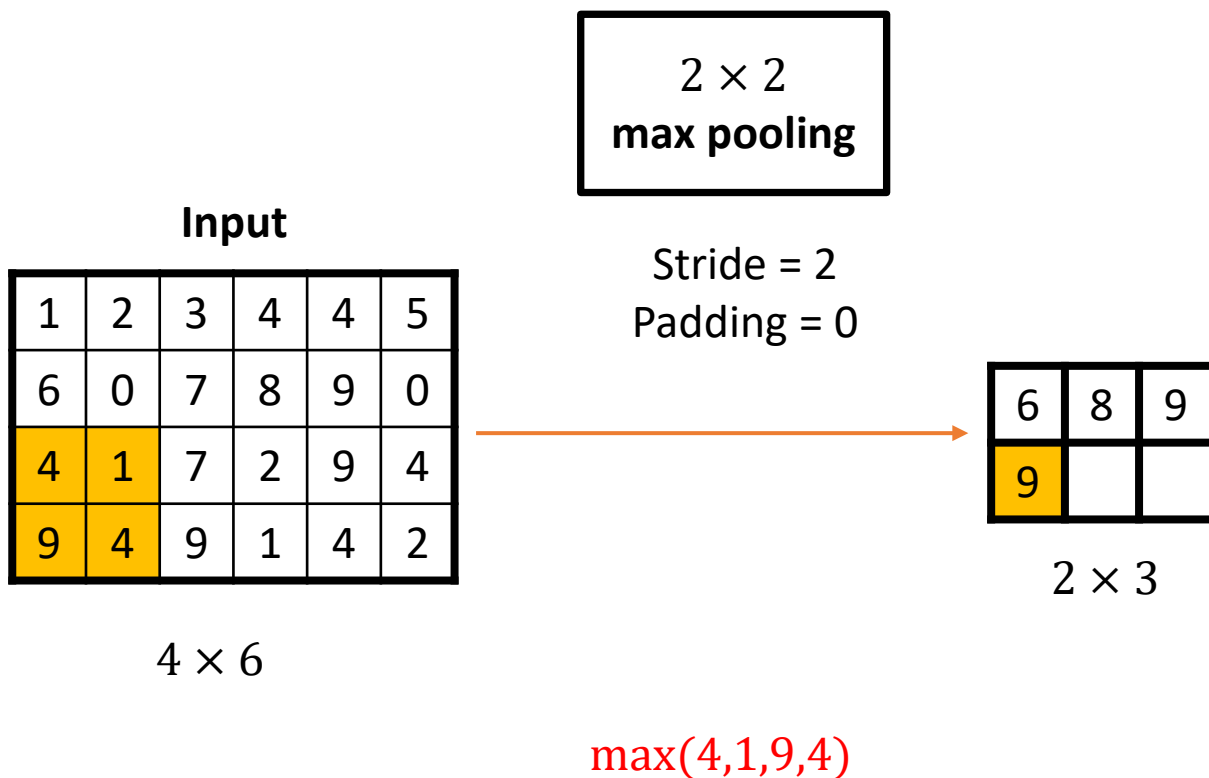 2 × 2
max pooling
Input
Stride = 2
Padding = 0
1 2 3 4 4 5
6 0 7 8 9 0
4 1 7 2 9 4
9 4 9 1 4 2
6 8 9
9
2 × 3
4 × 6
max(4,1,9,4)